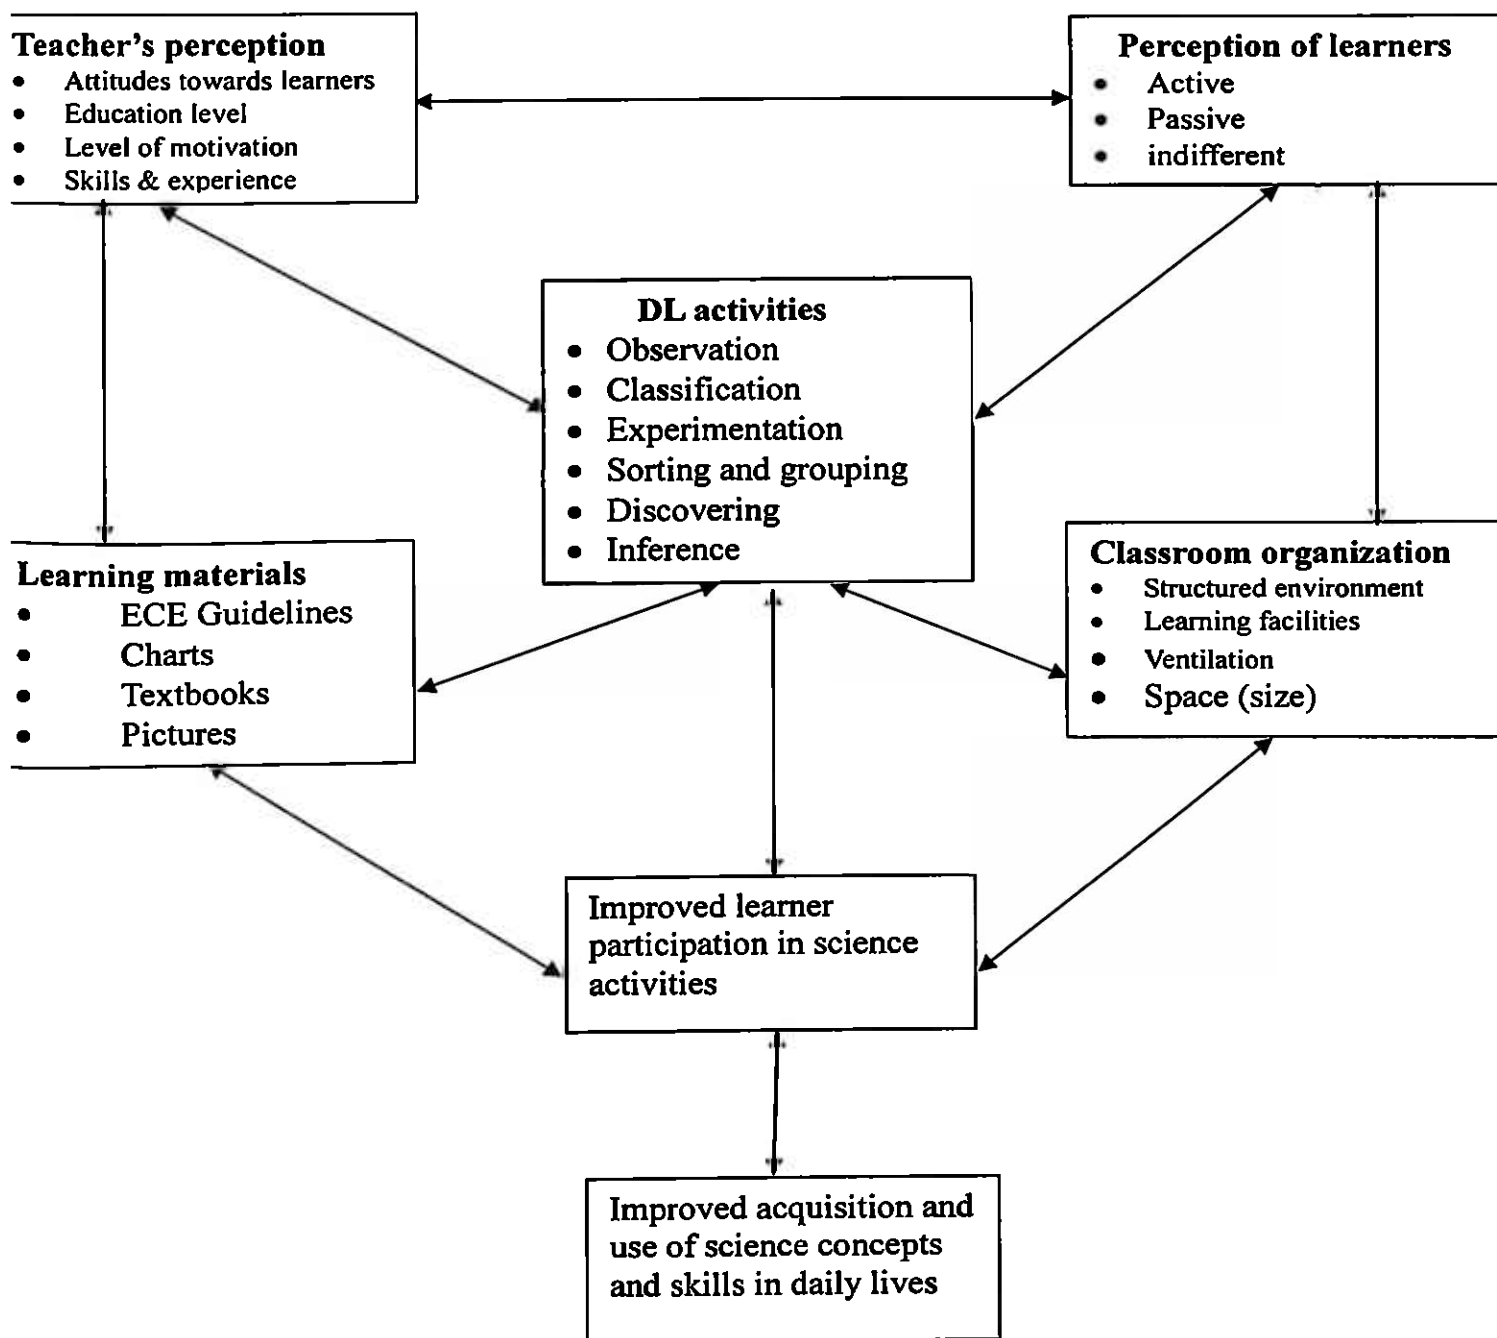 Teacher's perception
• Attitudes towards learners
• Education level
• Level of motivation
• Skills & experience
Perception of learners
• Active
• Passive
• indifferent
DL activities
• Observation
• Classification
• Experimentation
• Sorting and grouping
• Discovering
• Inference
Learning materials
• ECE Guidelines
• Charts
• Textbooks
• Pictures
Classroom organization
• Structured environment
• Learning facilities
• Ventilation
• Space (size)
Improved learner
participation in science
activities
Improved acquisition and
use of science concepts
and skills in daily lives